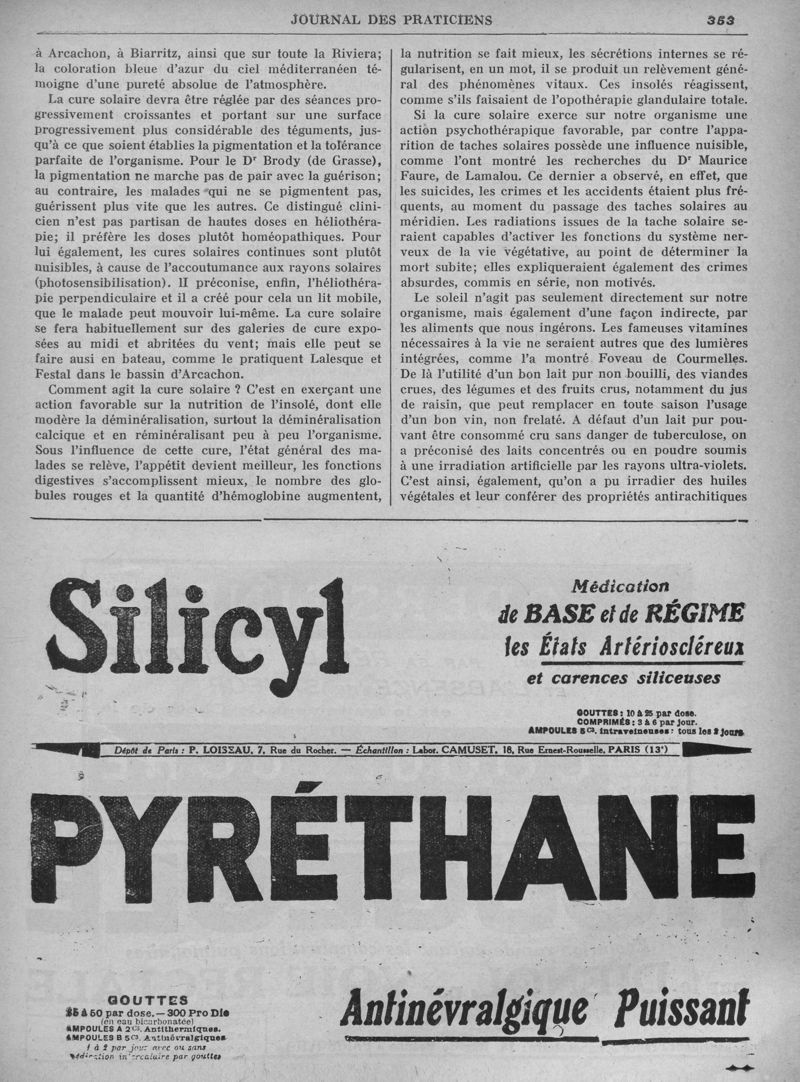 JOURNAL DES PRATICIENS 353
à Arcachon, à Biarritz, ainsi que sur toute la Riviera;
la coloration bleue d'azur du ciel méditerranéen té-
moigne d'une pureté absolue de l'atmosphère.
La cure solaire devra être réglée par des séances pro-
gressivement croissantes et portant sur une surface
progressivement plus considérable des téguments, jus-
qu'à ce que soient établies la pigmentation et la tolérance
parfaite de l'organisme. Pour le Dr Brody (de Grasse),
la pigmentation ne marche pas de pair avec la guérison;
au contraire, les malades qui ne se pigmentent pas,
guérissent plus vite que les autres. Ce distingué clini-
cien n'est pas partisan de hautes doses en héliothéra-
pie; il préfère les doses plutôt homéopathiques. Pour
lui également, les cures solaires continues sont plutôt
nuisibles, à cause de l'accoutumance aux rayons solaires
(photosensibilisation). Il préconise, enfin, l'héliothéra-
pie perpendiculaire et il a créé pour cela un lit mobile,
que le malade peut mouvoir lui-même. La cure solaire
se fera habituellement sur des galeries de cure expo-
sées au midi et abritées du vent; mais elle peut se
faire ausi en bateau, comme le pratiquent Lalesque et
Festal dans le bassin d'Arcachon.
Comment agit la cure solaire ? C'est en exerçant une
action favorable sur la nutrition de l'insolé, dont elle
modère la déminéralisation, surtout la déminéralisation
calcique et en réminéralisant peu à peu l'organisme.
Sous l'influence de cette cure, l'état général des ma-
lades se relève, l'appétit devient meilleur, les fonctions
digestives s'accomplissent mieux, le nombre des glo-
bules rouges et la quantité d'hémoglobine augmentent,
la nutrition se fait mieux, les sécrétions internes se ré-
gularisent, en un mot, il se produit un relèvement géné-
ral des phénomènes vitaux. Ces insolés réagissent,
comme s'ils faisaient de l'opothérapie glandulaire totale.
Si la cure solaire exerce sur notre organisme une
action psychothérapique favorable, par contre l'appa-
rition de taches solaires possède une influence nuisible,
comme l'ont montré les recherches du Dr Maurice
Faure, de Lamalou. Ce dernier a observé, en effet, que
les suicides, les crimes et les accidents étaient plus fré-
quents, au moment du passage des taches solaires au
méridien. Les radiations issues de la tache solaire se-
raient capables d'activer les fonctions du système ner-
veux de la vie végétative, au point de déterminer la
mort subite; elles expliqueraient également des crimes
absurdes, commis en série, non motivés.
Le soleil n'agit pas seulement directement sur notre
organisme, mais également d'une façon indirecte, par
les aliments que nous ingérons. Les fameuses vitamines
nécessaires à la vie ne seraient autres que des lumières
intégrées, comme l'a montré Foveau de Courmelles.
De là l'utilité d'un bon lait pur non bouilli, des viandes
crues, des légumes et des fruits crus, notamment du jus
de raisin, que peut remplacer en toute saison l'usage
d'un bon vin, non frelaté. A défaut d'un lait pur pou-
vant être consommé cru sans danger de tuberculose, on
a préconisé des laits concentrés ou en poudre soumis
à une irradiation artificielle par les rayons ultra-violets.
C'est ainsi, également, qu'on a pu irradier des huiles
végétales et leur conférer des propriétés antirachitiques
Silicyl
Médication
de BASE et de RÉGIME
les États Artérioscléreux
et carences siliceuses
GOUTTES : 10 à 25 par dose.
COMPRIMÉS : 3 à 6 par jour.
AMPOULES 5 cs. intraveineuses : tous les 2 jours.
Dépôt de Paris : P. LOISEAU, 7, Rue du Rocher. — Échantillon : Labor. CAMUSET, 18, Rue Ernest-Rousselle, PARIS (13e)
PYRÉTHANE
GOUTTES
25 à 50 par dose. — 300 Pro Die
(en eau bicarbonatée)
AMPOULES A 2 cs. Antithermiques.
AMPOULES B 5 cs. Antinévralgiques.
1 à 2 par jour avec ou sans
médication intercalaire par gouttes
Antinévralgique Puissant